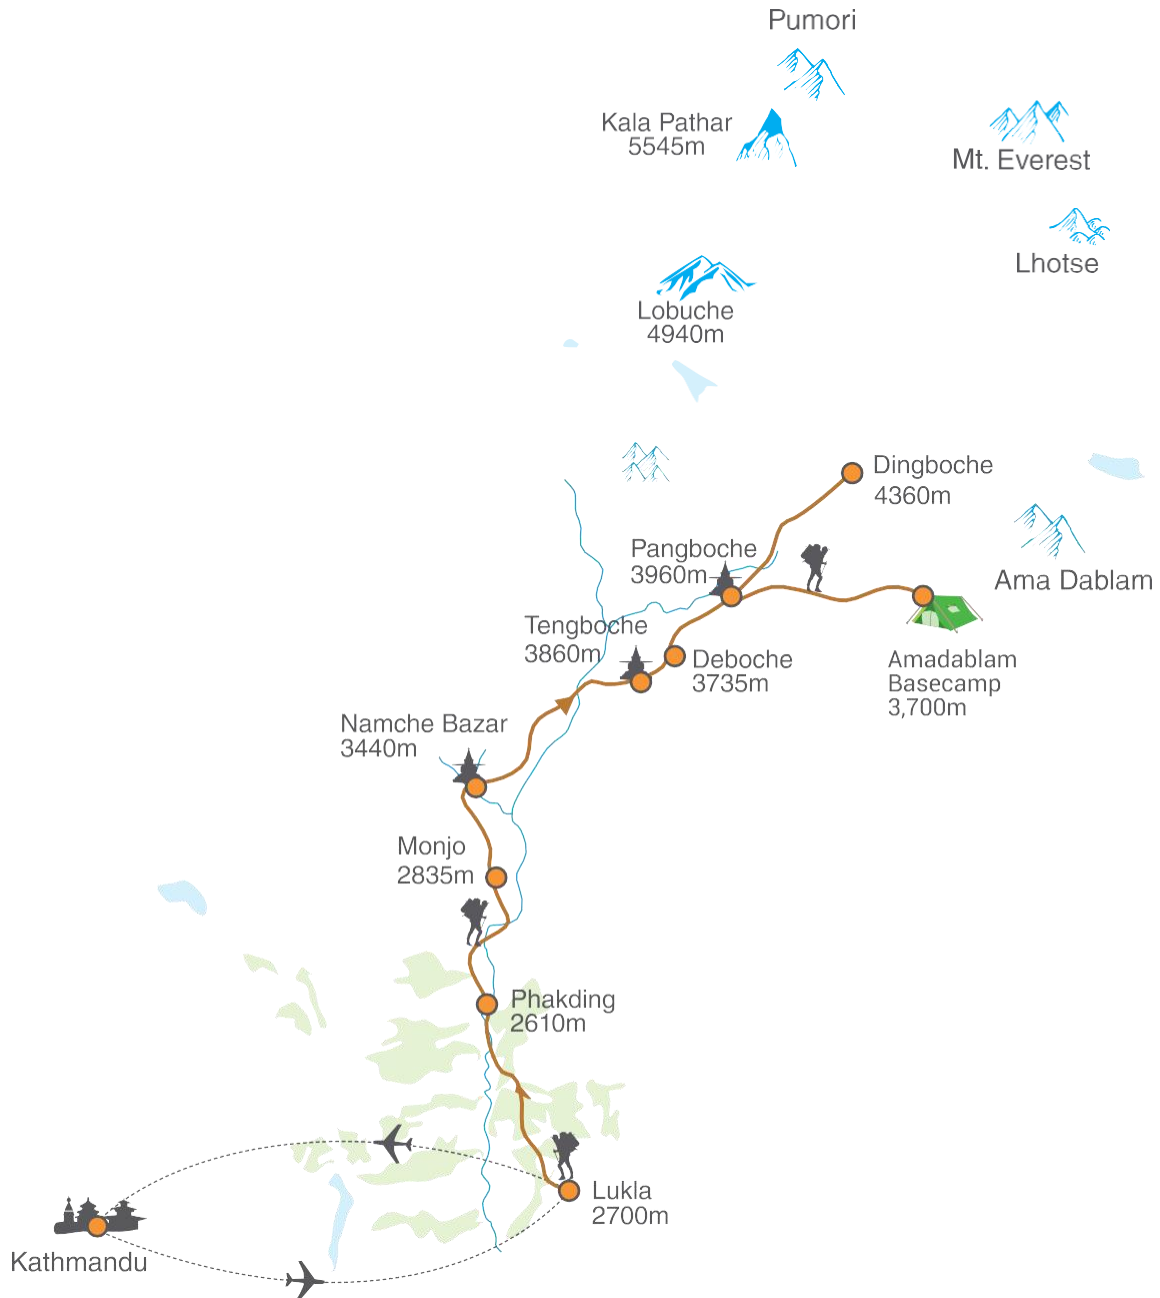 Pumori
Kala Pathar
5545m
Mt. Everest
Lhotse
Lobuche
4940m
Dingboche
4360m
Pangboche
3960m
Ama Dablam
Tengboche
3860m
Deboche
3735m
Amadablam
Basecamp
3,700m
Namche Bazar
3440m
Monjo
2835m
Phakding
2610m
Lukla
2700m
Kathmandu